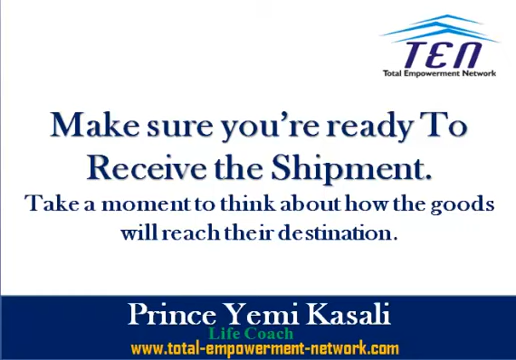 TEN
Total Empowerment Network
Make sure you're ready To
Receive the Shipment.
Take a moment to think about how the goods
will reach their destination.
Prince Yemi Kasali
Life Coach
www.total-empowerment-network.com